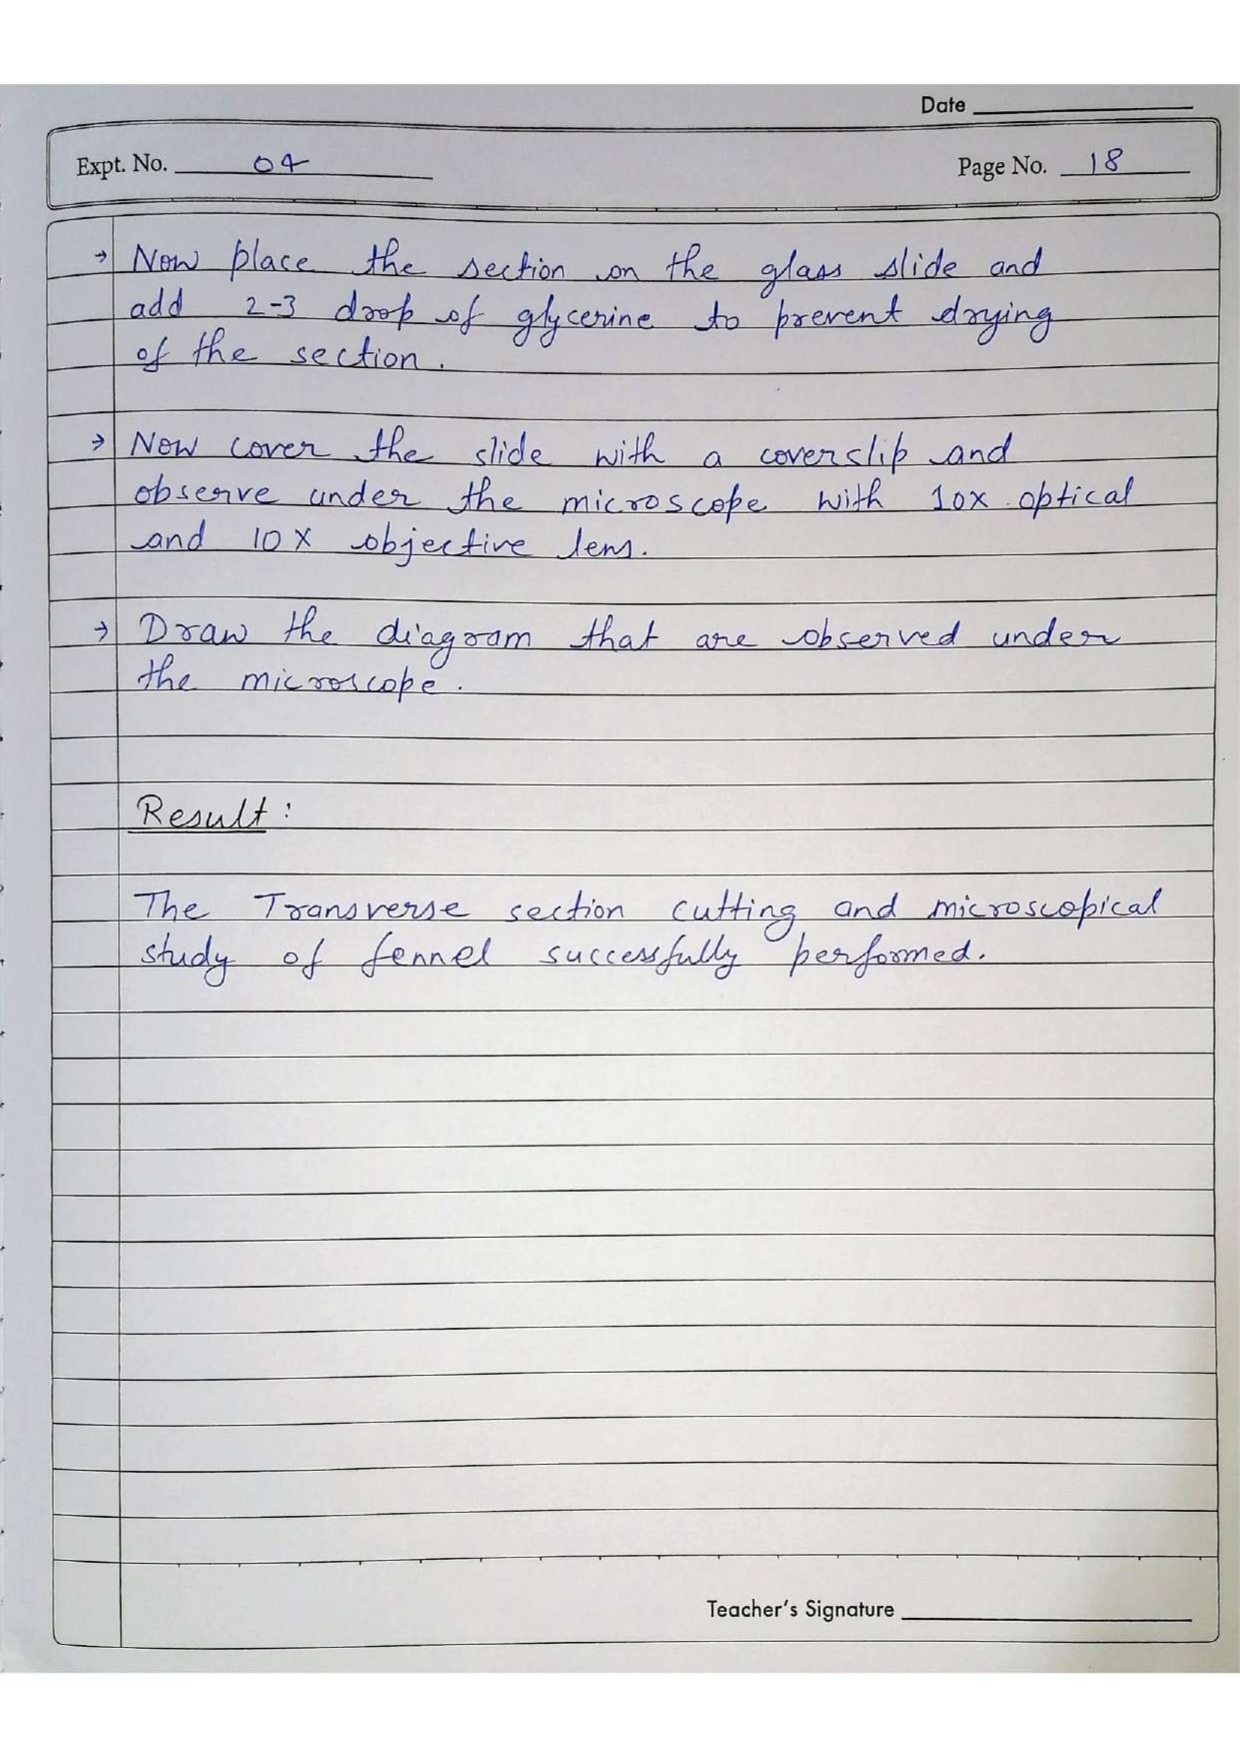 Date
Expt. No. 04
Page No. 18
→ Now place the section on the glass slide and
add 2-3 drop of glycerine to prevent drying
of the section.
→ Now cover the slide with a coverslip and
observe under the microscope with 10x optical
and 10X objective lens.
→ Draw the diagram that are observed under
the microscope.
Result :
The Transverse section cutting and microscopical
study of fennel successfully performed.
Teacher's Signature